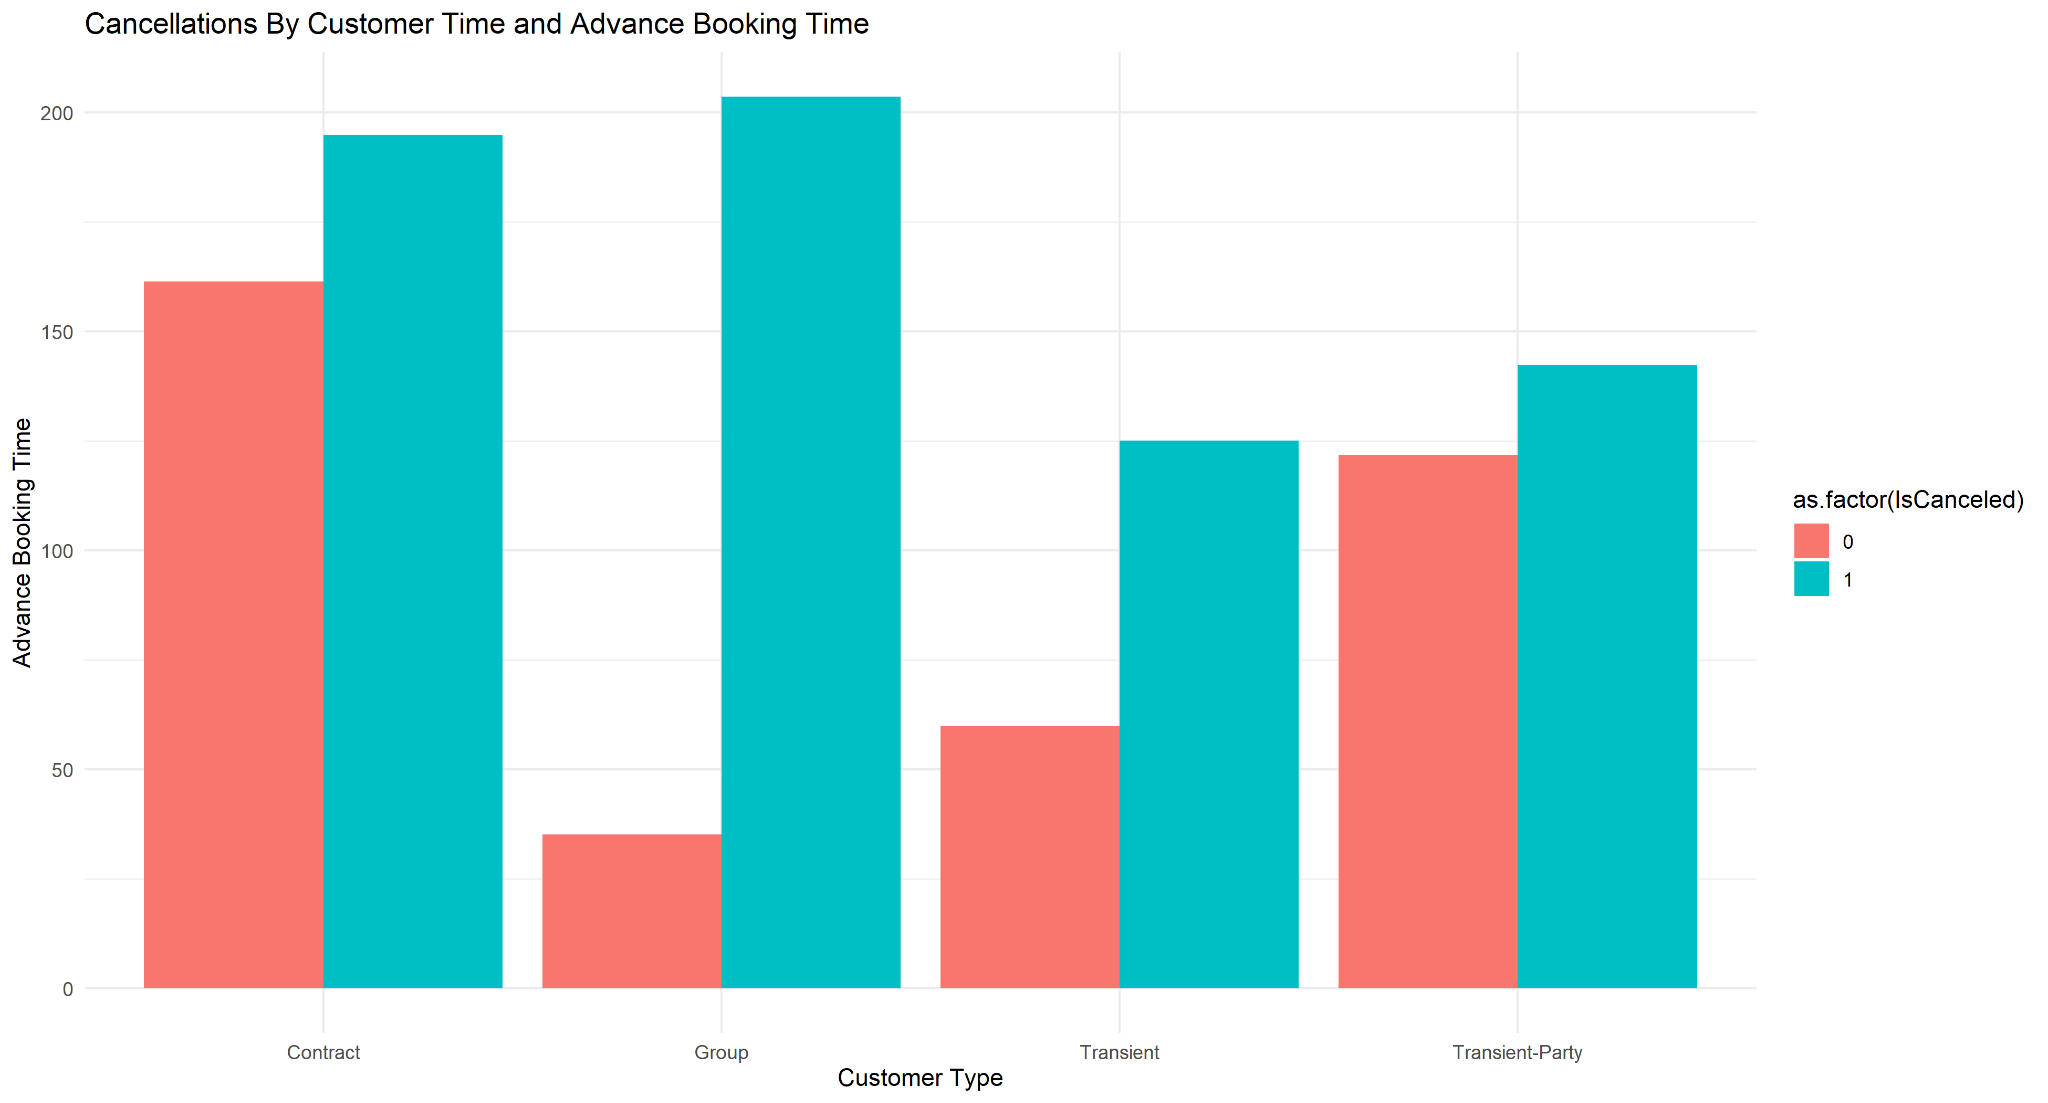 Cancellations By Customer Time and Advance Booking Time
Advance Booking Time
200
150
100
50
0
Contract
Group
Transient
Transient-Party
Customer Type
as.factor(IsCanceled)
0
1